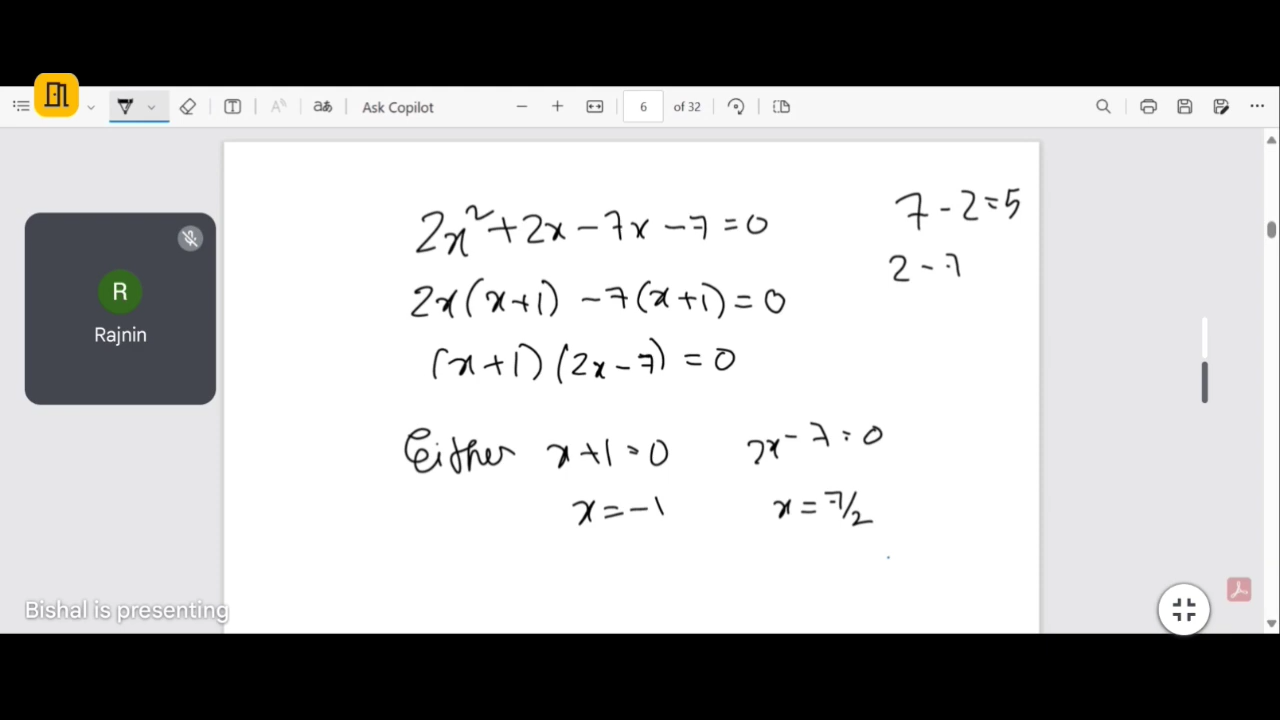 Ask Copilot
6 of 32
R
Rajnin
2x²+2x-7x-7=0
2x(x+1) -7(x+1)=0
(x+1)(2x-7)=0
Either x+1=0 2x-7=0
x=-1 x=7/2
7-2=5
2-7
Bishal is presenting